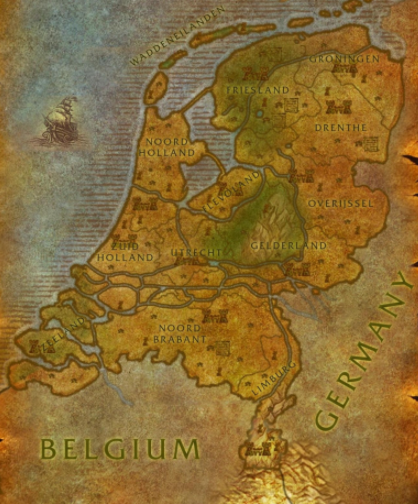 WADDENEILANDEN
GRONINGEN
FRIESLAND
DRENTHE
NOORD
HOLLAND
FLEVOLAND
OVERIJSSEL
ZUID
HOLLAND
UTRECHT
GELDERLAND
ZEELAND
NOORD
BRABANT
LIMBURG
GERMANY
BELGIUM